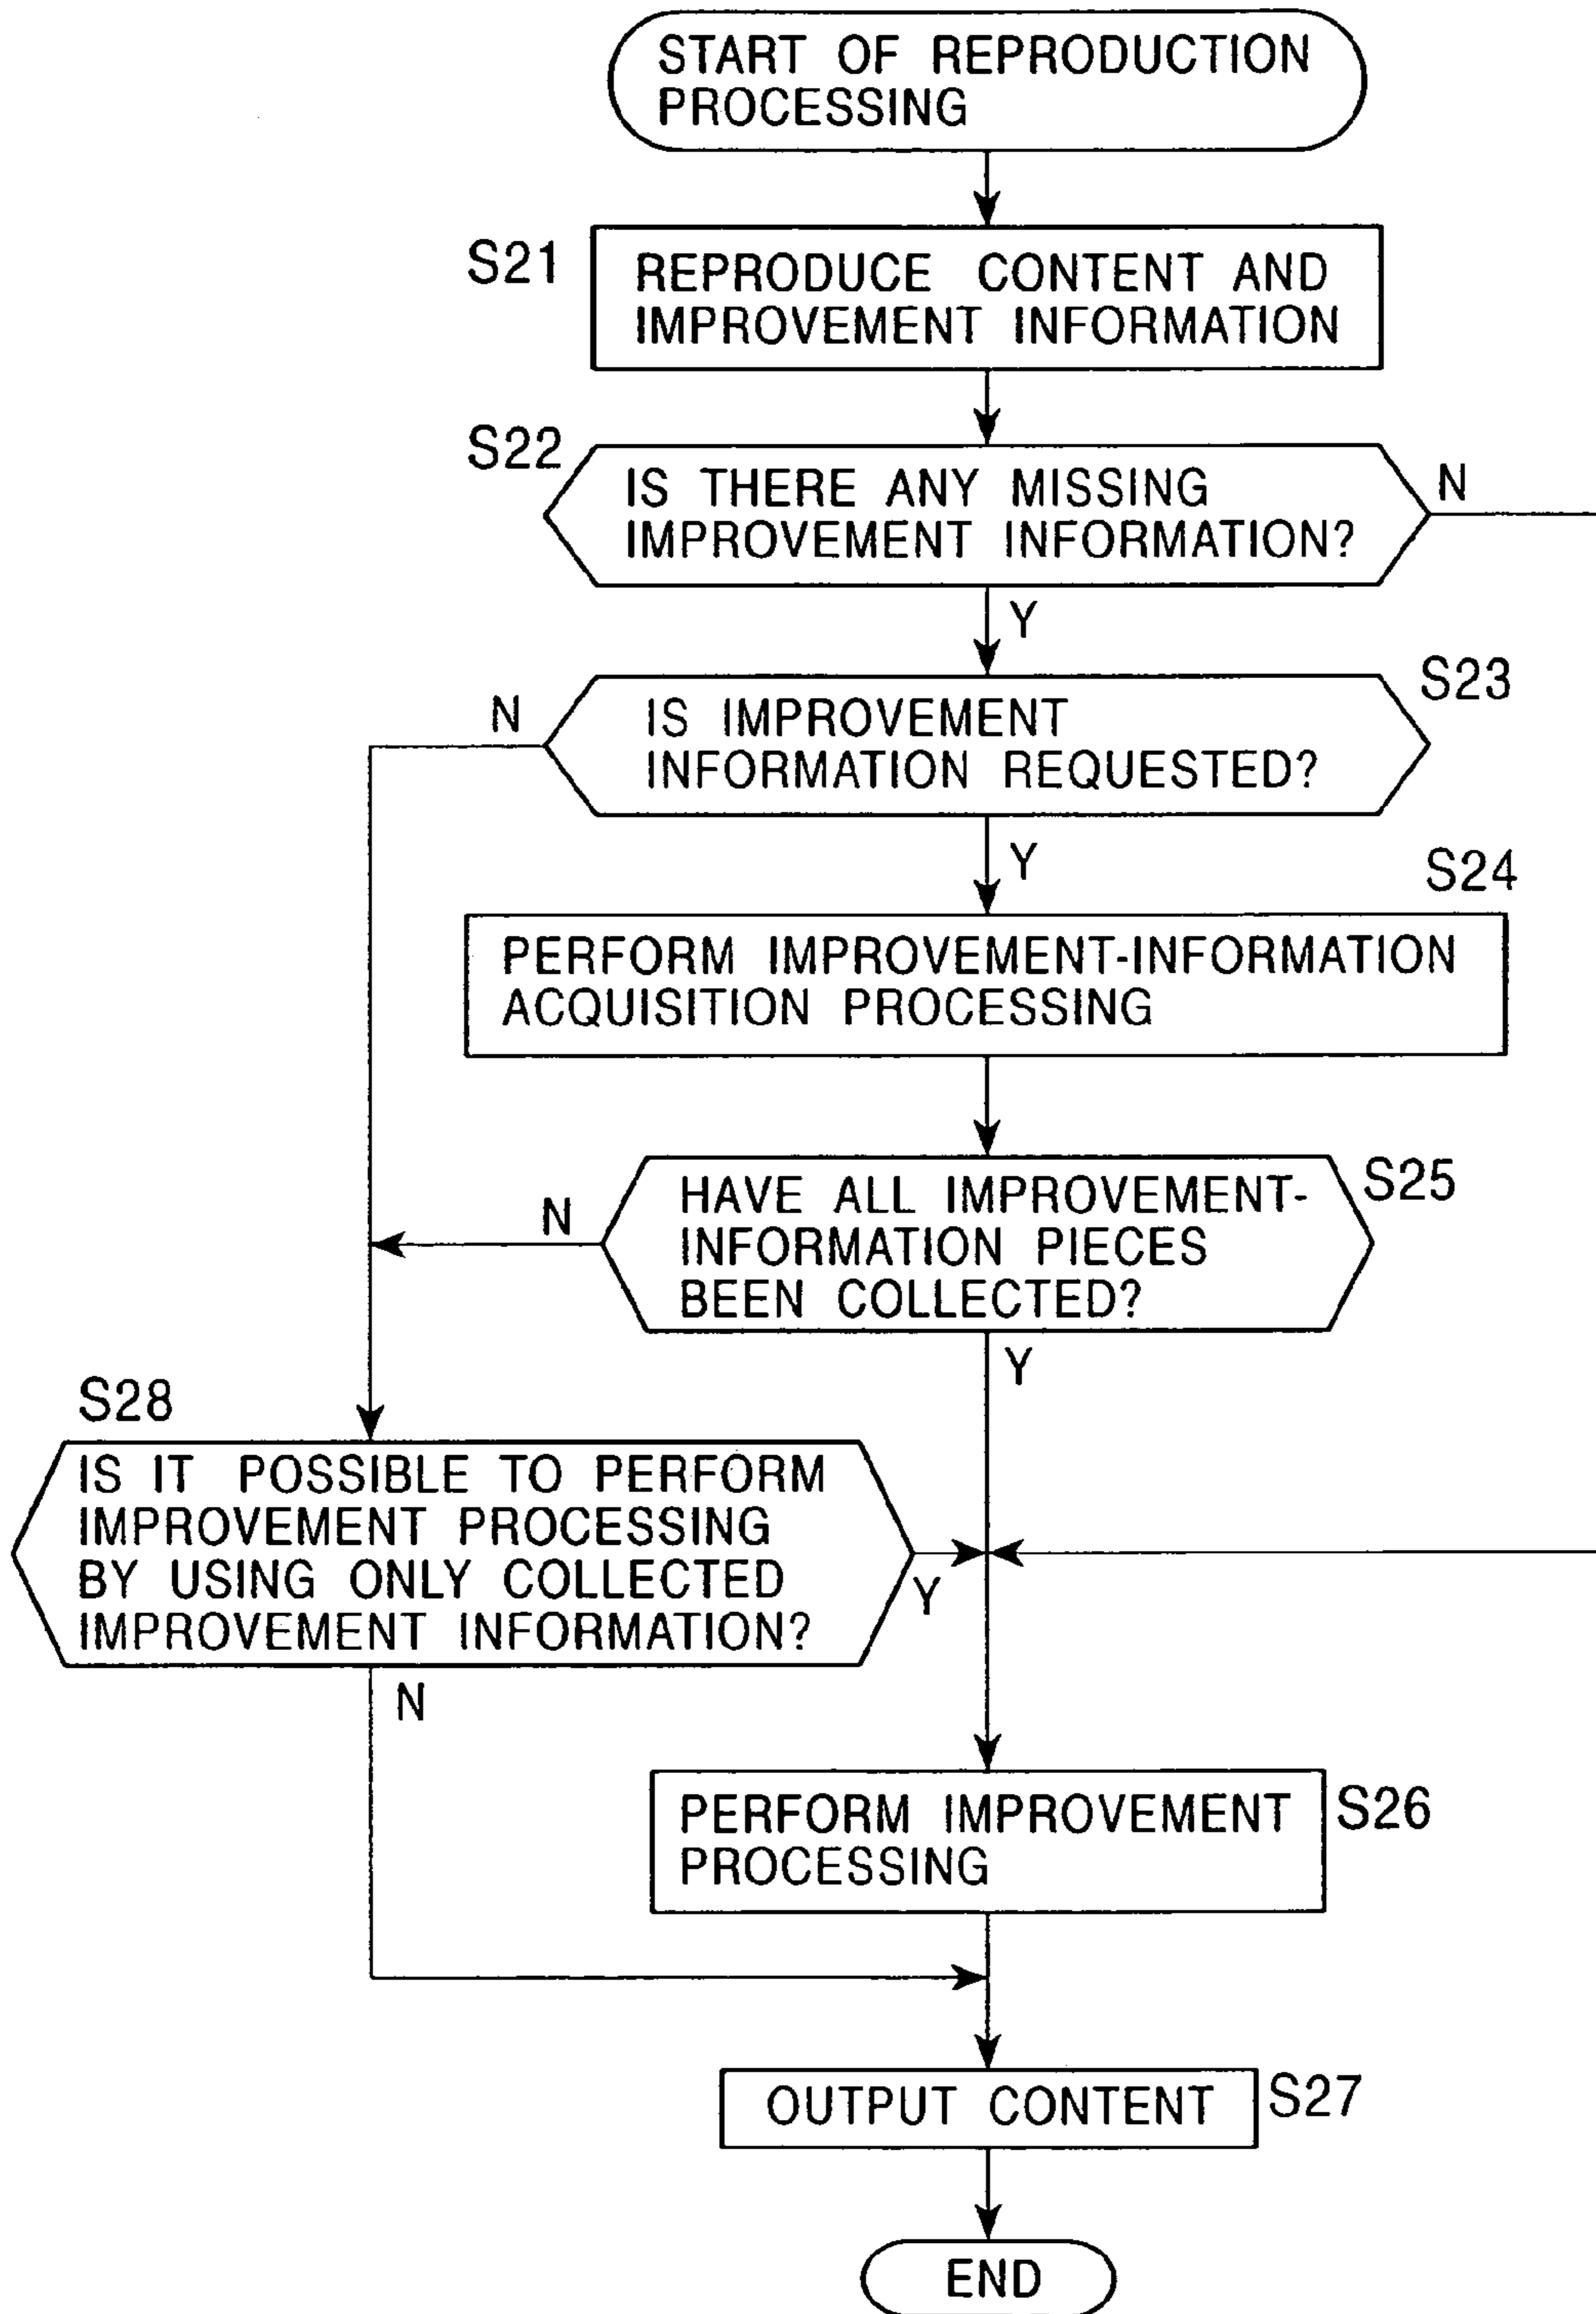 START OF REPRODUCTION
PROCESSING
S21
REPRODUCE CONTENT AND
IMPROVEMENT INFORMATION
S22
IS THERE ANY MISSING
IMPROVEMENT INFORMATION?
N
Y
S23
N
IS IMPROVEMENT
INFORMATION REQUESTED?
Y
S24
PERFORM IMPROVEMENT-INFORMATION
ACQUISITION PROCESSING
S25
N
HAVE ALL IMPROVEMENT-
INFORMATION PIECES
BEEN COLLECTED?
Y
S28
IS IT POSSIBLE TO PERFORM
IMPROVEMENT PROCESSING
BY USING ONLY COLLECTED
IMPROVEMENT INFORMATION?
Y
N
PERFORM IMPROVEMENT
PROCESSING
S26
OUTPUT CONTENT
S27
END